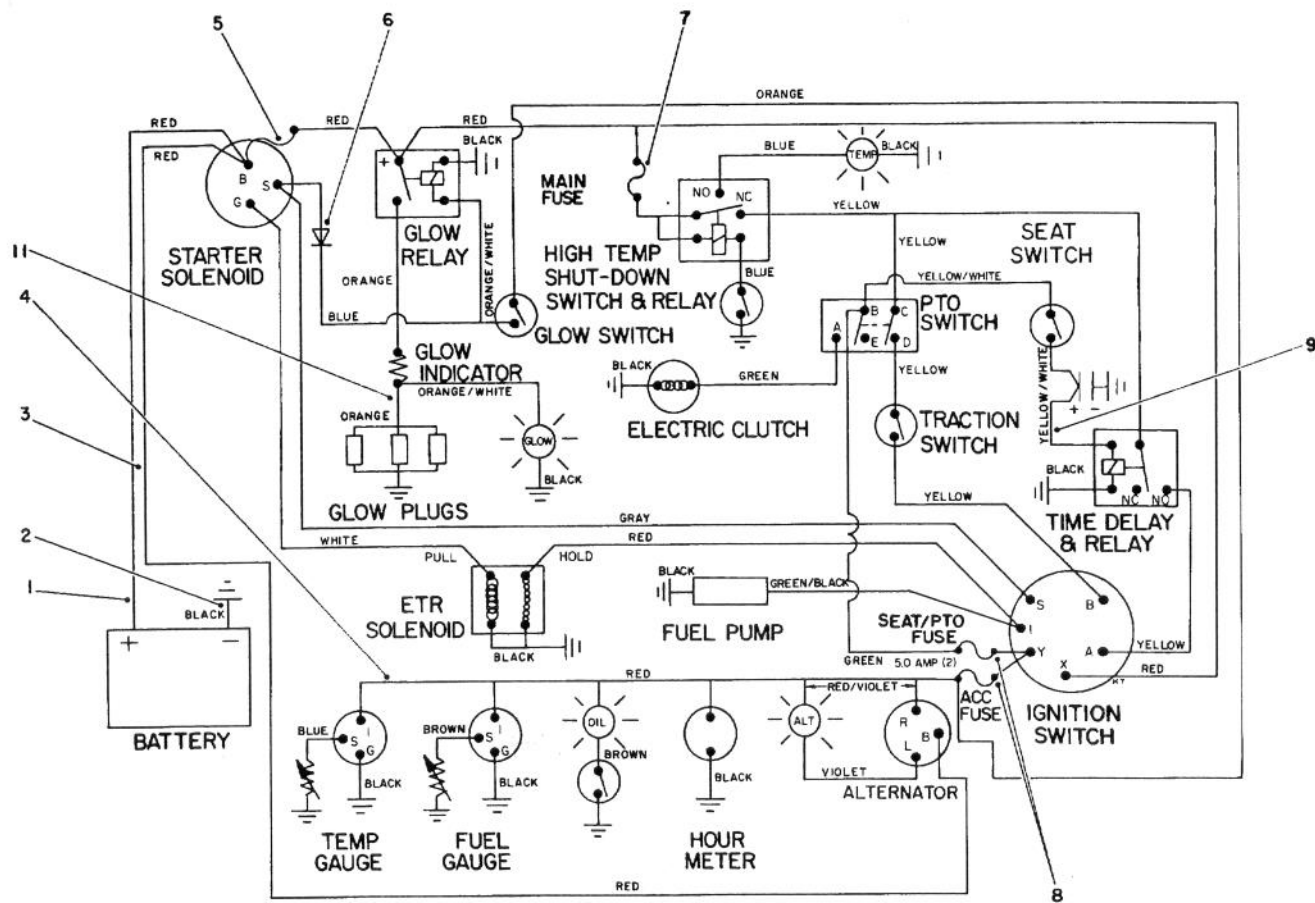 5
6
7
ORANGE
RED
RED
RED
RED
BLACK
BLUE
TEMP
BLACK
B
S
G
+
MAIN
FUSE
NO
NC
YELLOW
STARTER
SOLENOID
GLOW
RELAY
ORANGE/WHITE
HIGH TEMP
SHUT-DOWN
SWITCH & RELAY
BLUE
YELLOW
SEAT
SWITCH
YELLOW/WHITE
11
4
ORANGE
BLUE
GLOW SWITCH
A
B
C
E
D
PTO
SWITCH
9
GLOW
INDICATOR
ORANGE/WHITE
BLACK
GREEN
YELLOW
YELLOW/WHITE
+ -
3
ORANGE
GLOW
ELECTRIC CLUTCH
TRACTION
SWITCH
BLACK
BLACK
GLOW PLUGS
YELLOW
NC
NO
TIME DELAY
& RELAY
GRAY
2
WHITE
PULL
HOLD
RED
1
BLACK
ETR
SOLENOID
BLACK
BLACK
GREEN/BLACK
FUEL PUMP
S
B
I
SEAT/PTO
FUSE
Y
A
X
YELLOW
+
-
GREEN
5.0 AMP (2)
RED
K7
RED
RED/VIOLET
ACC
FUSE
IGNITION
SWITCH
BATTERY
BLUE
S
I
G
BROWN
S
I
G
OIL
BROWN
ALT
R
B
L
BLACK
BLACK
BLACK
VIOLET
ALTERNATOR
TEMP
GAUGE
FUEL
GAUGE
HOUR
METER
RED
8